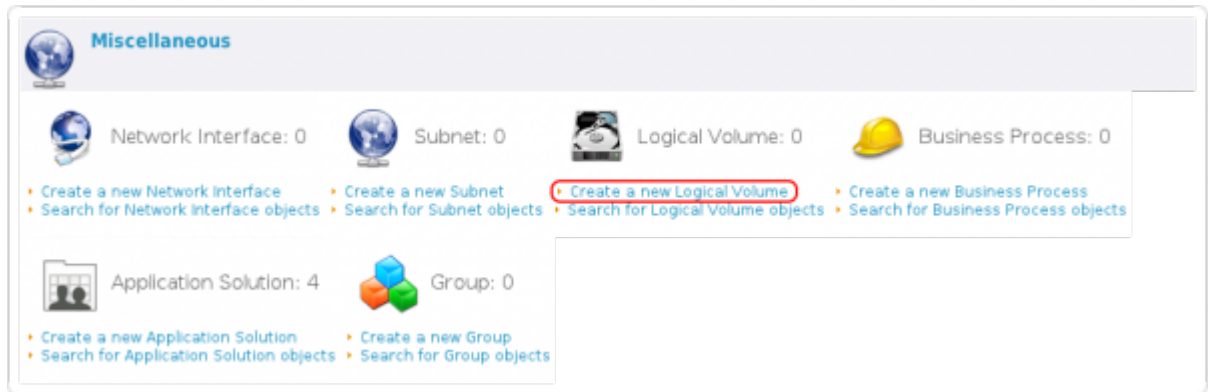 Miscellaneous
Network Interface: 0
Subnet: 0
Logical Volume: 0
Business Process: 0
Create a new Network Interface
Create a new Subnet
Create a new Logical Volume
Create a new Business Process
Search for Network Interface objects
Search for Subnet objects
Search for Logical Volume objects
Search for Business Process objects
Application Solution: 4
Group: 0
Create a new Application Solution
Create a new Group
Search for Application Solution objects
Search for Group objects